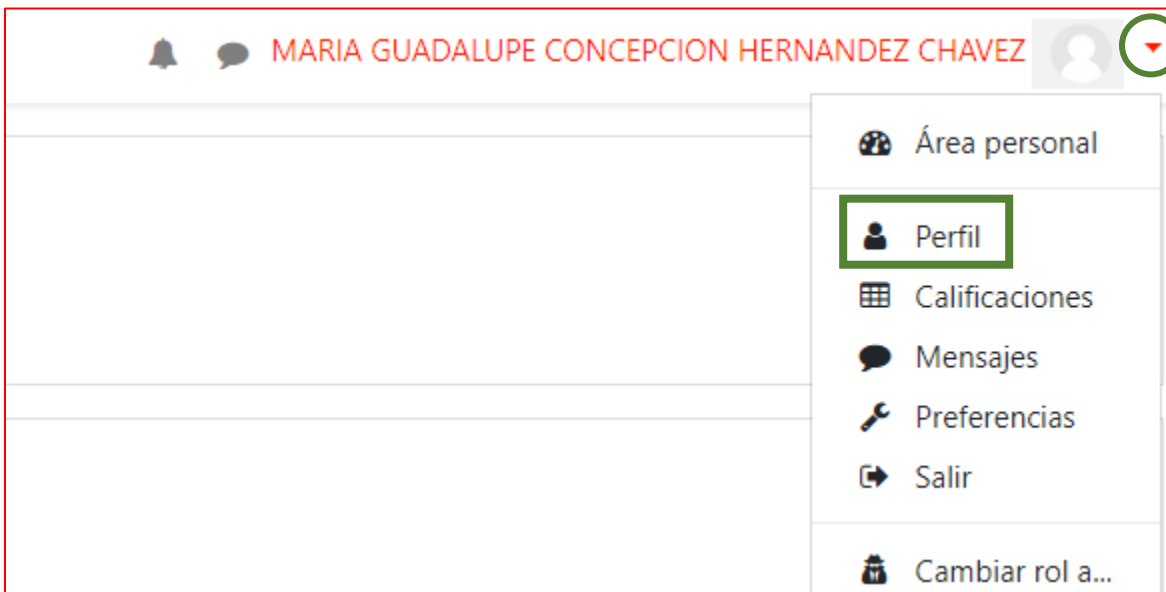 MARIA GUADALUPE CONCEPCION HERNANDEZ CHAVEZ
Área personal
Perfil
Calificaciones
Mensajes
Preferencias
Salir
Cambiar rol a...